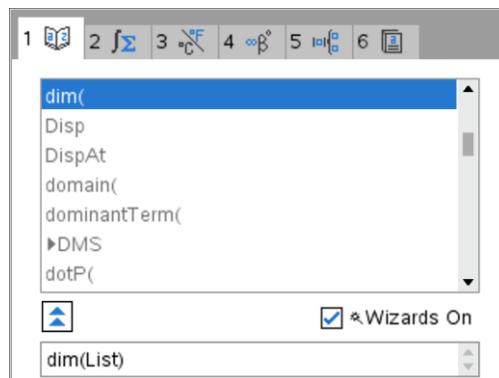 1 2 ∫Σ 3 °C °F 4 ∞β° 5 6
dim(
Disp
DispAt
domain(
dominantTerm(
▶DMS
dotP(
Wizards On
dim(List)